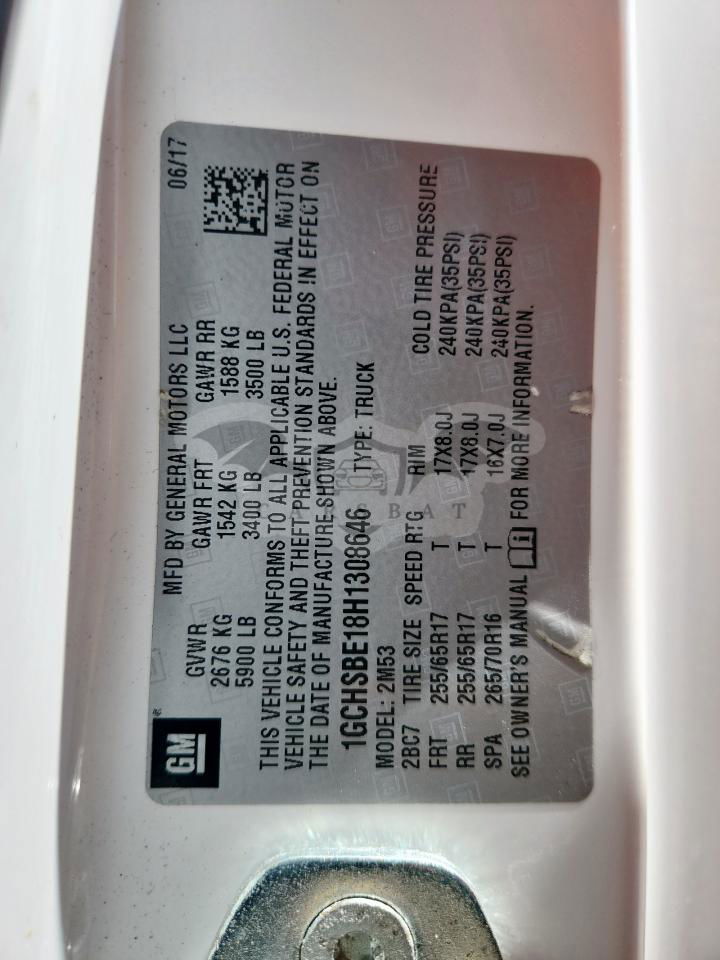 GM
MFD BY GENERAL MOTORS LLC 06/17
GVWR GAWR FRT GAWR RR
2676 KG 1542 KG 1588 KG
5900 LB 3400 LB 3500 LB
THIS VEHICLE CONFORMS TO ALL APPLICABLE U.S. FEDERAL MOTOR
VEHICLE SAFETY AND THEFT PREVENTION STANDARDS IN EFFECT ON
THE DATE OF MANUFACTURE SHOWN ABOVE.
1GCHSBE18H1308646 TYPE: TRUCK
MODEL: 2M53
2BC7 TIRE SIZE SPEED RTG RIM COLD TIRE PRESSURE
FRT 255/65R17 T 17X8.0J 240KPA(35PSI)
RR 255/65R17 T 17X8.0J 240KPA(35PSI)
SPA 265/70R16 T 16X7.0J 240KPA(35PSI)
SEE OWNER'S MANUAL FOR MORE INFORMATION.